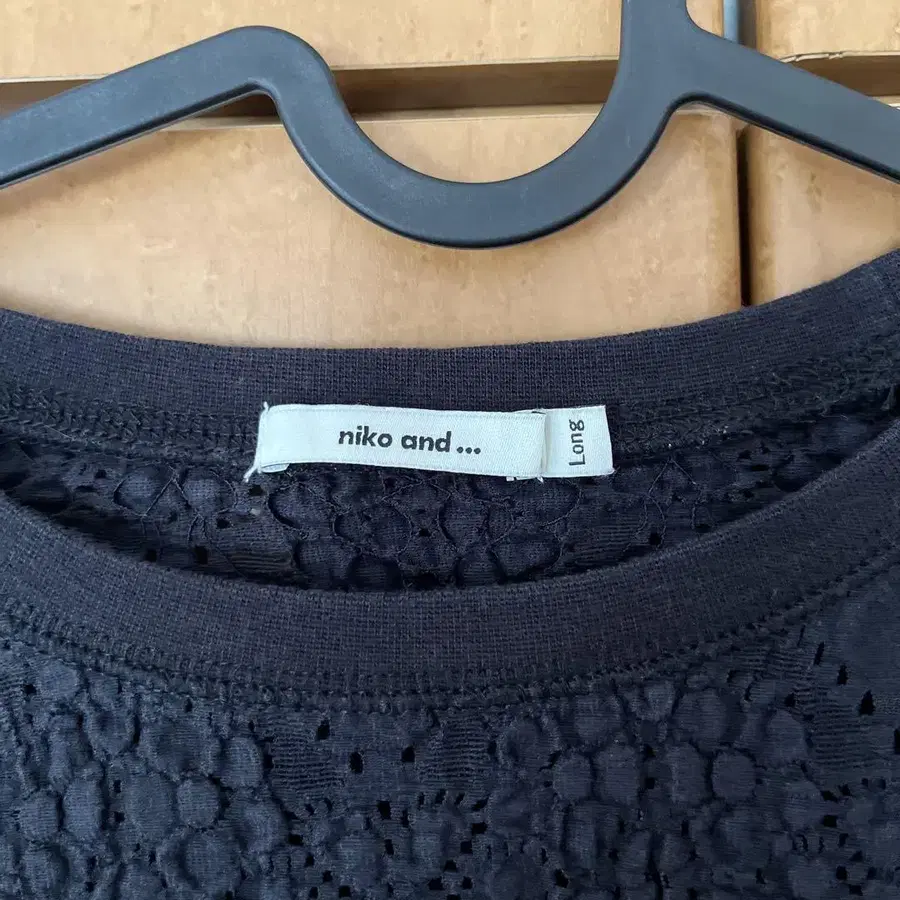 niko and ...
Long